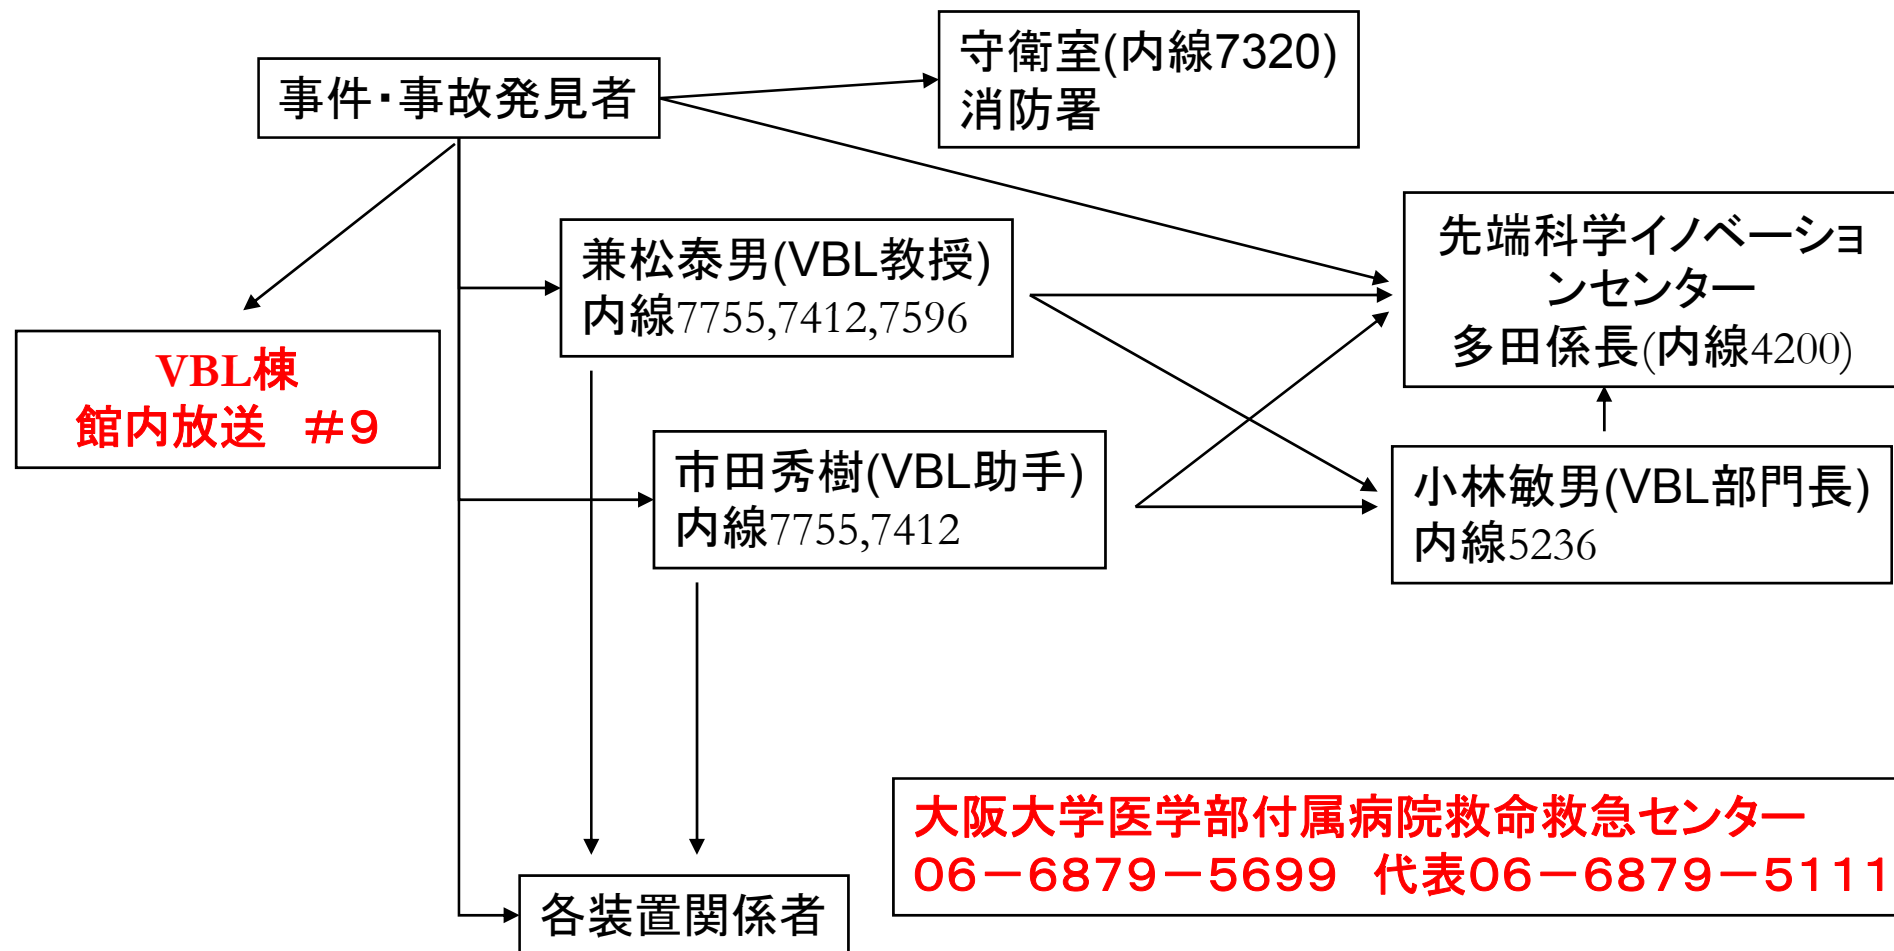 守衛室(内線7320)
消防署
事件・事故発見者
先端科学イノベーショ
ンセンター
多田係長(内線4200)
兼松泰男(VBL教授)
内線7755,7412,7596
VBL棟
館内放送　＃９
市田秀樹(VBL助手)
内線7755,7412
小林敏男(VBL部門長)
内線5236
大阪大学医学部付属病院救命救急センター
０６－６８７９－５６９９　代表０６－６８７９－５１１１
各装置関係者